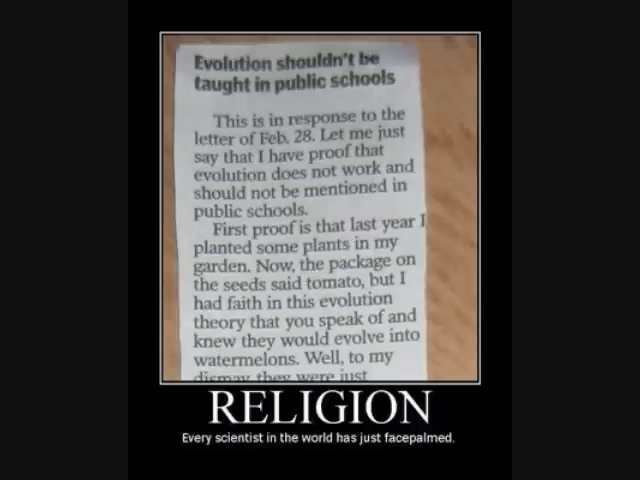 Evolution shouldn't be
taught in public schools
This is in response to the
letter of Feb. 28. Let me just
say that I have proof that
evolution does not work and
should not be mentioned in
public schools.
First proof is that last year I
planted some plants in my
garden. Now, the package on
the seeds said tomato, but I
had faith in this evolution
theory that you speak of and
knew they would evolve into
watermelons. Well, to my
dismay, they were just
RELIGION
Every scientist in the world has just facepalmed.